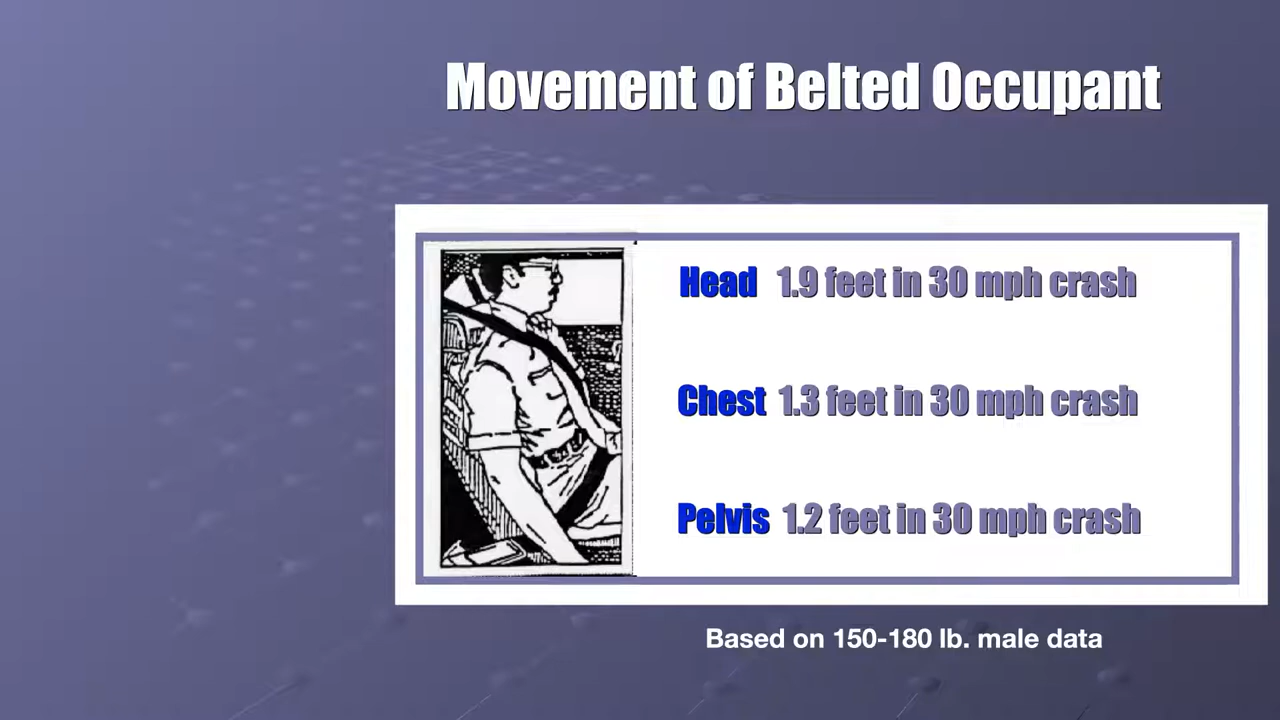 Movement of Belted Occupant
Head 1.9 feet in 30 mph crash
Chest 1.3 feet in 30 mph crash
Pelvis 1.2 feet in 30 mph crash
Based on 150-180 lb. male data